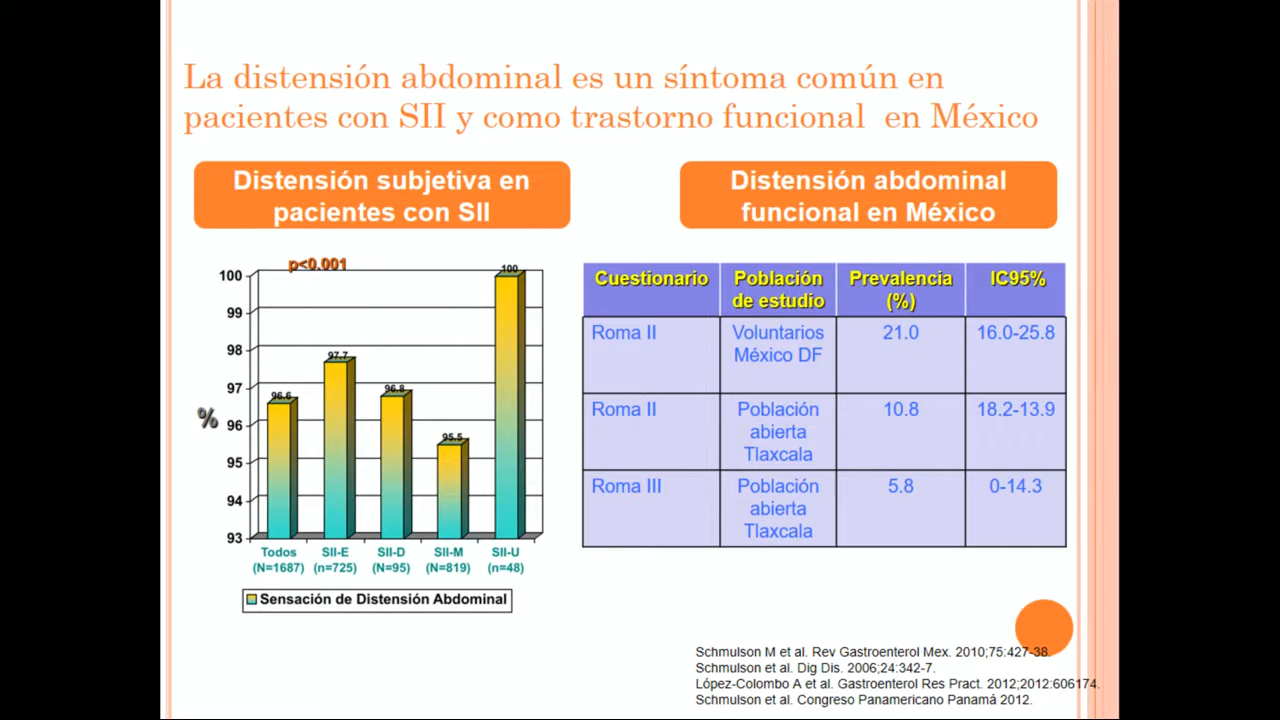 La distensión abdominal es un síntoma común en
pacientes con SII y como trastorno funcional en México
Distensión subjetiva en
pacientes con SII
Distensión abdominal
funcional en México
p<0.001
100
99
98
97
96
95
94
93
%
96.6
97.7
96.8
95.5
100
Todos
(N=1687)
SII-E
(n=725)
SII-D
(N=95)
SII-M
(N=819)
SII-U
(n=48)
Sensación de Distensión Abdominal
Cuestionario
Población
de estudio
Prevalencia
(%)
IC95%
Roma II
Voluntarios
México DF
21.0
16.0-25.8
Roma II
Población
abierta
Tlaxcala
10.8
18.2-13.9
Roma III
Población
abierta
Tlaxcala
5.8
0-14.3
Schmulson M et al. Rev Gastroenterol Mex. 2010;75:427-38.
Schmulson et al. Dig Dis. 2006;24:342-7.
López-Colombo A et al. Gastroenterol Res Pract. 2012;2012:606174.
Schmulson et al. Congreso Panamericano Panamá 2012.